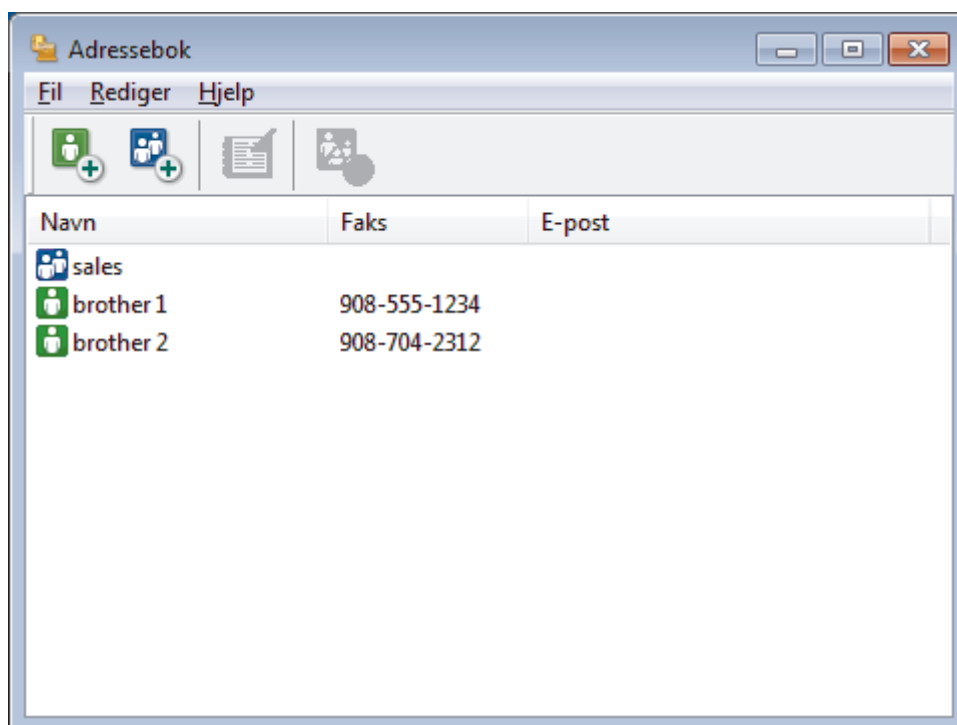 Adressebok
Fil Rediger Hjelp
Navn Faks E-post
sales
brother 1 908-555-1234
brother 2 908-704-2312